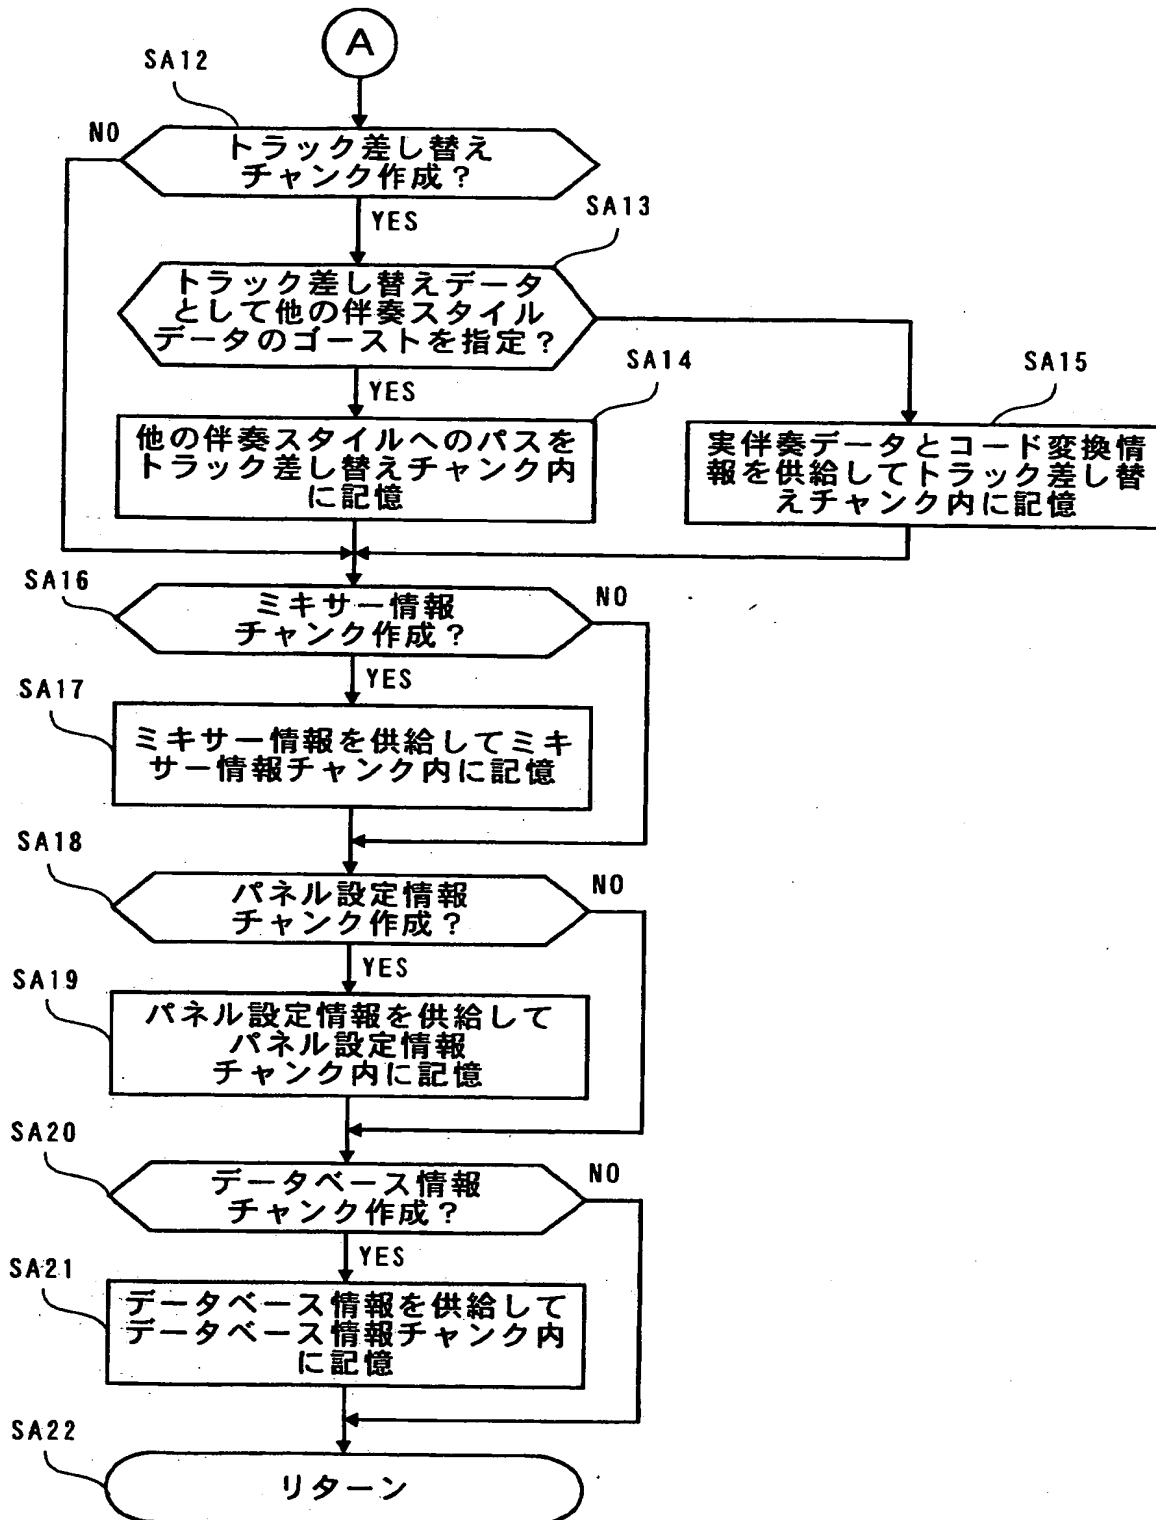 A
SA12
NO
トラック差し替え
チャンク作成?
YES
SA13
トラック差し替えデータ
として他の伴奏スタイル
データのゴーストを指定?
YES
SA14
他の伴奏スタイルへのパスを
トラック差し替えチャンク内
に記憶
SA15
実伴奏データとコード変換情
報を供給してトラック差し替
えチャンク内に記憶
SA16
ミキサー情報
チャンク作成?
NO
YES
SA17
ミキサー情報を供給してミキ
サー情報チャンク内に記憶
SA18
パネル設定情報
チャンク作成?
NO
YES
SA19
パネル設定情報を供給して
パネル設定情報
チャンク内に記憶
SA20
データベース情報
チャンク作成?
NO
YES
SA21
データベース情報を供給して
データベース情報チャンク内
に記憶
SA22
リターン